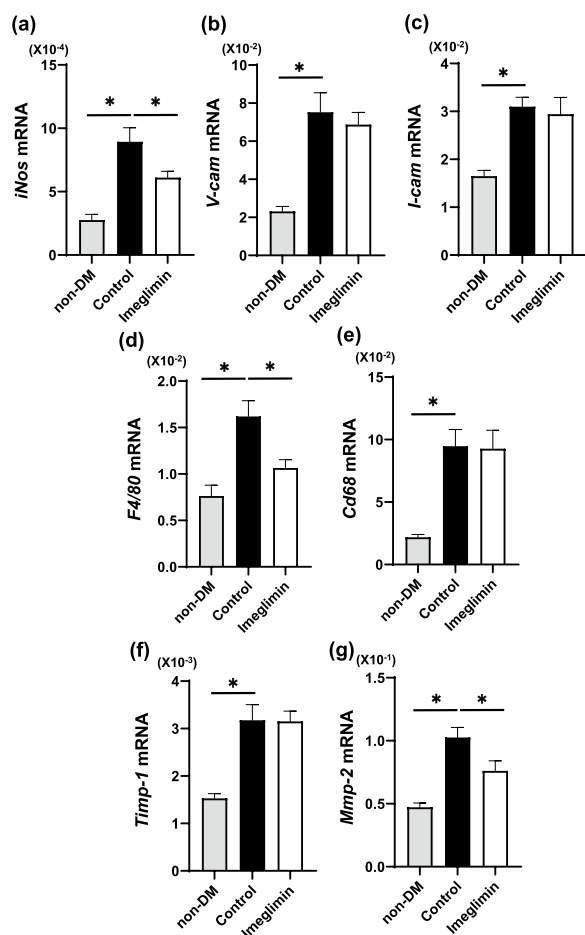 (a)
(X10-4)
iNos mRNA
15
10
5
0
* *
non-DM
Control
Imeglimin
(b)
(X10-2)
V-cam mRNA
10
8
6
4
2
0
*
non-DM
Control
Imeglimin
(c)
(X10-2)
I-cam mRNA
4
3
2
1
0
*
non-DM
Control
Imeglimin
(d)
(X10-2)
F4/80 mRNA
2.0
1.5
1.0
0.5
0.0
* *
non-DM
Control
Imeglimin
(e)
(X10-2)
Cd68 mRNA
15
10
5
0
*
non-DM
Control
Imeglimin
(f)
(X10-3)
Timp-1 mRNA
4
3
2
1
0
*
non-DM
Control
Imeglimin
(g)
(X10-1)
Mmp-2 mRNA
1.5
1.0
0.5
0.0
* *
non-DM
Control
Imeglimin